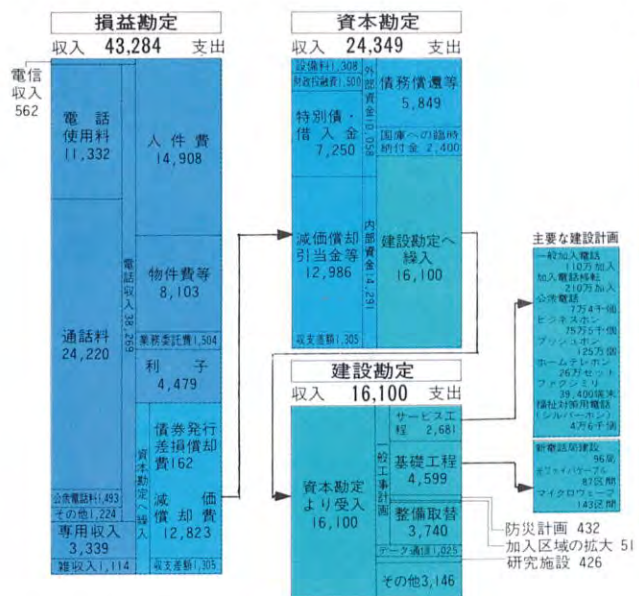 損益勘定
収入 43,284 支出
電信
収入
562
電話
使用料
11,332
通話料
24,220
公衆電話料1,493
その他1,224
専用収入
3,339
雑収入1,114
電話収入38,269
人件費
14,908
物件費等
8,103
業務委託費1,504
利子
4,479
資本勘定へ繰入
債券発行
差損償却
費162
減価
償却費
12,823
収支差額1,305
資本勘定
収入 24,349 支出
設備料1,308
財政投融資1,500
特別債・
借入金
7,250
減価償却
引当金等
12,986
収支差額1,305
外部資金10,058
内部資金14,291
債務償還等
5,849
国庫への臨時
納付金 2,400
建設勘定へ
繰入
16,100
建設勘定
収入 16,100 支出
資本勘定
より受入
16,100
一般工事計画
サービス工
程 2,681
基礎工程
4,599
整備取替
3,740
データ通信1,025
その他3,146
防災計画 432
加入区域の拡大 51
研究施設 426
主要な建設計画
一般加入電話
110万加入
加入電話移転
210万加入
公衆電話
7万4千個
ビジネスホン
75万5千個
プッシュホン
125万個
ホームテレホン
26万セット
ファクシミリ
39,400端末
福祉対策用電話
(シルバーホン)
4万6千個
新電話局建設
96局
光ファイバケーブル
87区間
マイクロウェーブ
143区間